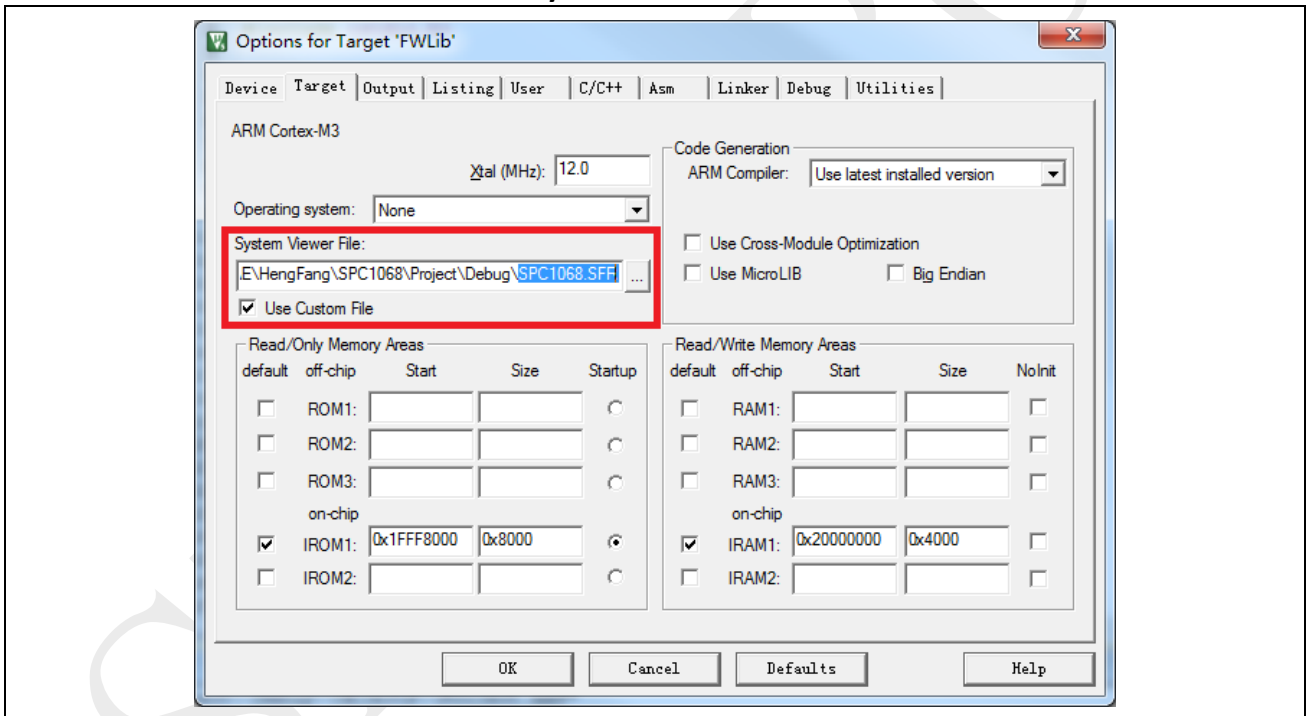 Options for Target 'FWLib'
Device Target Output Listing User C/C++ Asm Linker Debug Utilities
ARM Cortex-M3
Xtal (MHz): 12.0
Operating system: None
System Viewer File:
.E\HengFang\SPC1068\Project\Debug\SPC1068.SFR ...
Use Custom File
Code Generation
ARM Compiler: Use latest installed version
Use Cross-Module Optimization
Use MicroLIB Big Endian
Read/Only Memory Areas
default off-chip Start Size Startup
ROM1:
ROM2:
ROM3:
on-chip
IROM1: 0x1FFF8000 0x8000
IROM2:
Read/Write Memory Areas
default off-chip Start Size NoInit
RAM1:
RAM2:
RAM3:
on-chip
IRAM1: 0x20000000 0x4000
IRAM2:
OK Cancel Defaults Help